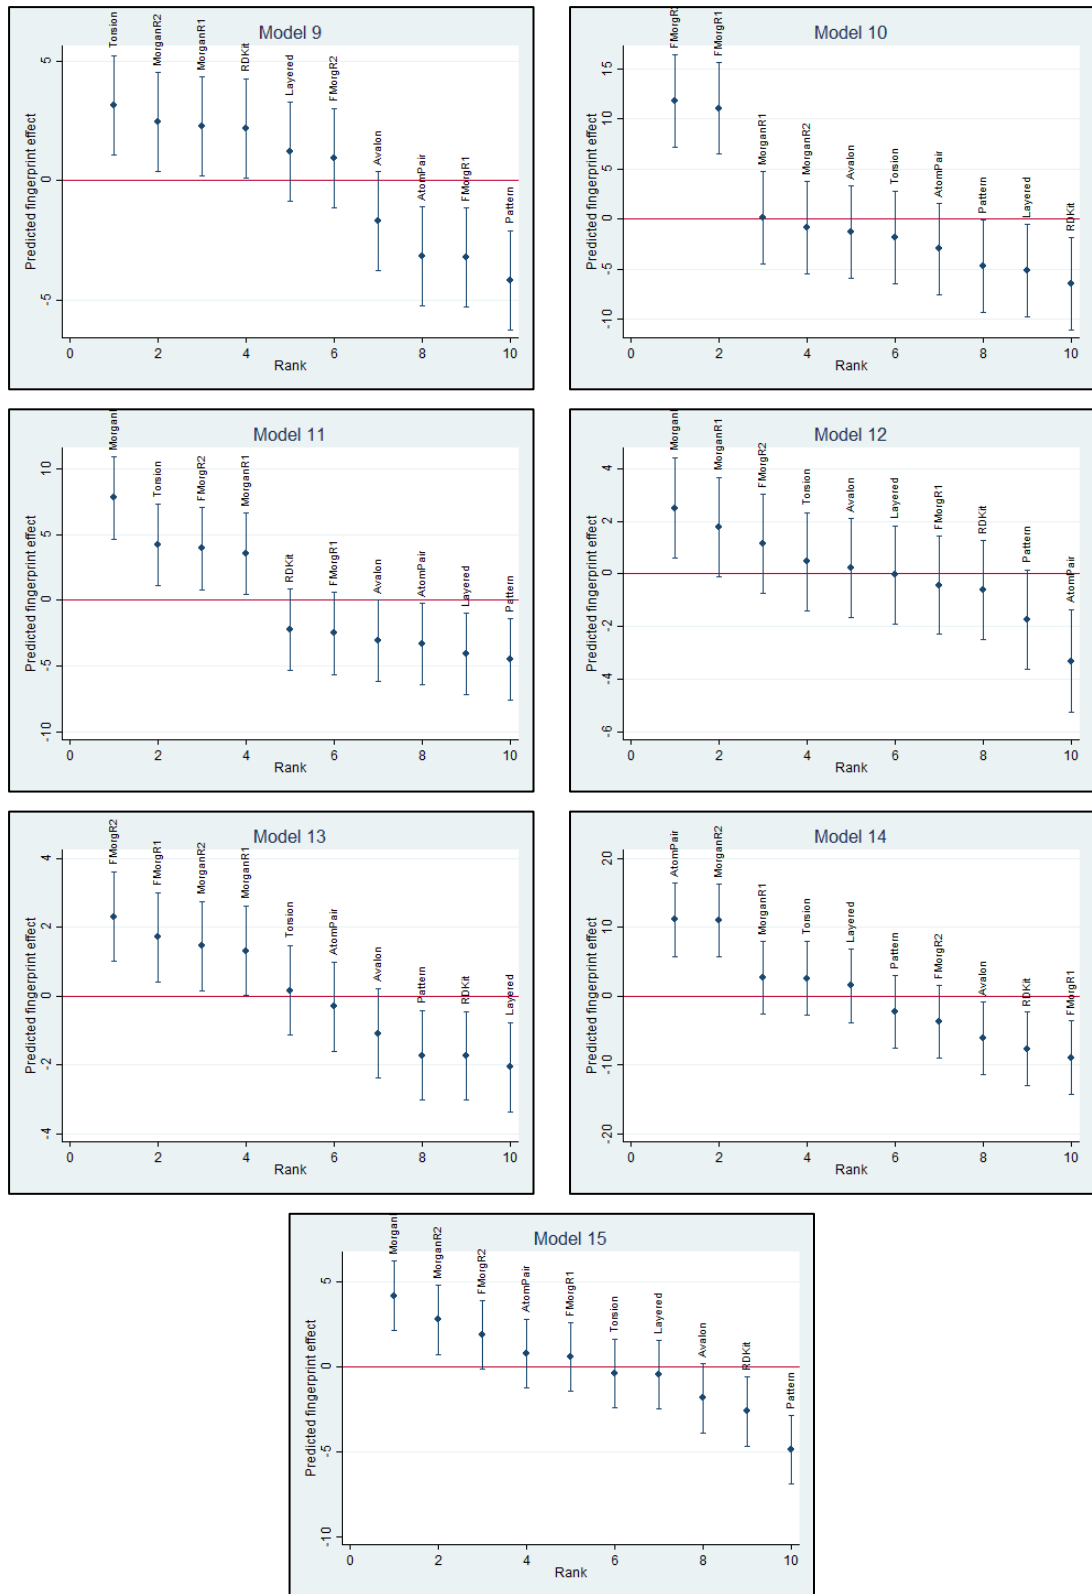 Model 9
Predicted fingerprint effect
5
0
-5
Torsion
MorganR2
MorganR1
RDKit
Layered
FMorgR2
Avalon
AtomPair
FMorgR1
Pattern
0 2 4 6 8 10
Rank
Model 10
Predicted fingerprint effect
15
10
5
0
-5
-10
FMorgR2
FMorgR1
MorganR1
MorganR2
Avalon
Torsion
AtomPair
Pattern
Layered
RDKit
0 2 4 6 8 10
Rank
Model 11
Predicted fingerprint effect
10
5
0
-5
-10
Torsion
FMorgR2
MorganR1
RDKit
FMorgR1
Avalon
AtomPair
Layered
Pattern
0 2 4 6 8 10
Rank
Model 12
Predicted fingerprint effect
4
2
0
-2
-4
-6
MorganR1
FMorgR2
Torsion
Avalon
Layered
FMorgR1
RDKit
Pattern
AtomPair
0 2 4 6 8 10
Rank
Model 13
Predicted fingerprint effect
4
2
0
-2
-4
FMorgR2
FMorgR1
MorganR2
MorganR1
Torsion
AtomPair
Avalon
Pattern
RDKit
Layered
0 2 4 6 8 10
Rank
Model 14
Predicted fingerprint effect
20
10
0
-10
-20
AtomPair
MorganR2
MorganR1
Torsion
Layered
Pattern
FMorgR2
Avalon
RDKit
FMorgR1
0 2 4 6 8 10
Rank
Model 15
Predicted fingerprint effect
5
0
-5
-10
MorganR2
FMorgR2
AtomPair
FMorgR1
Torsion
Layered
Avalon
RDKit
Pattern
0 2 4 6 8 10
Rank